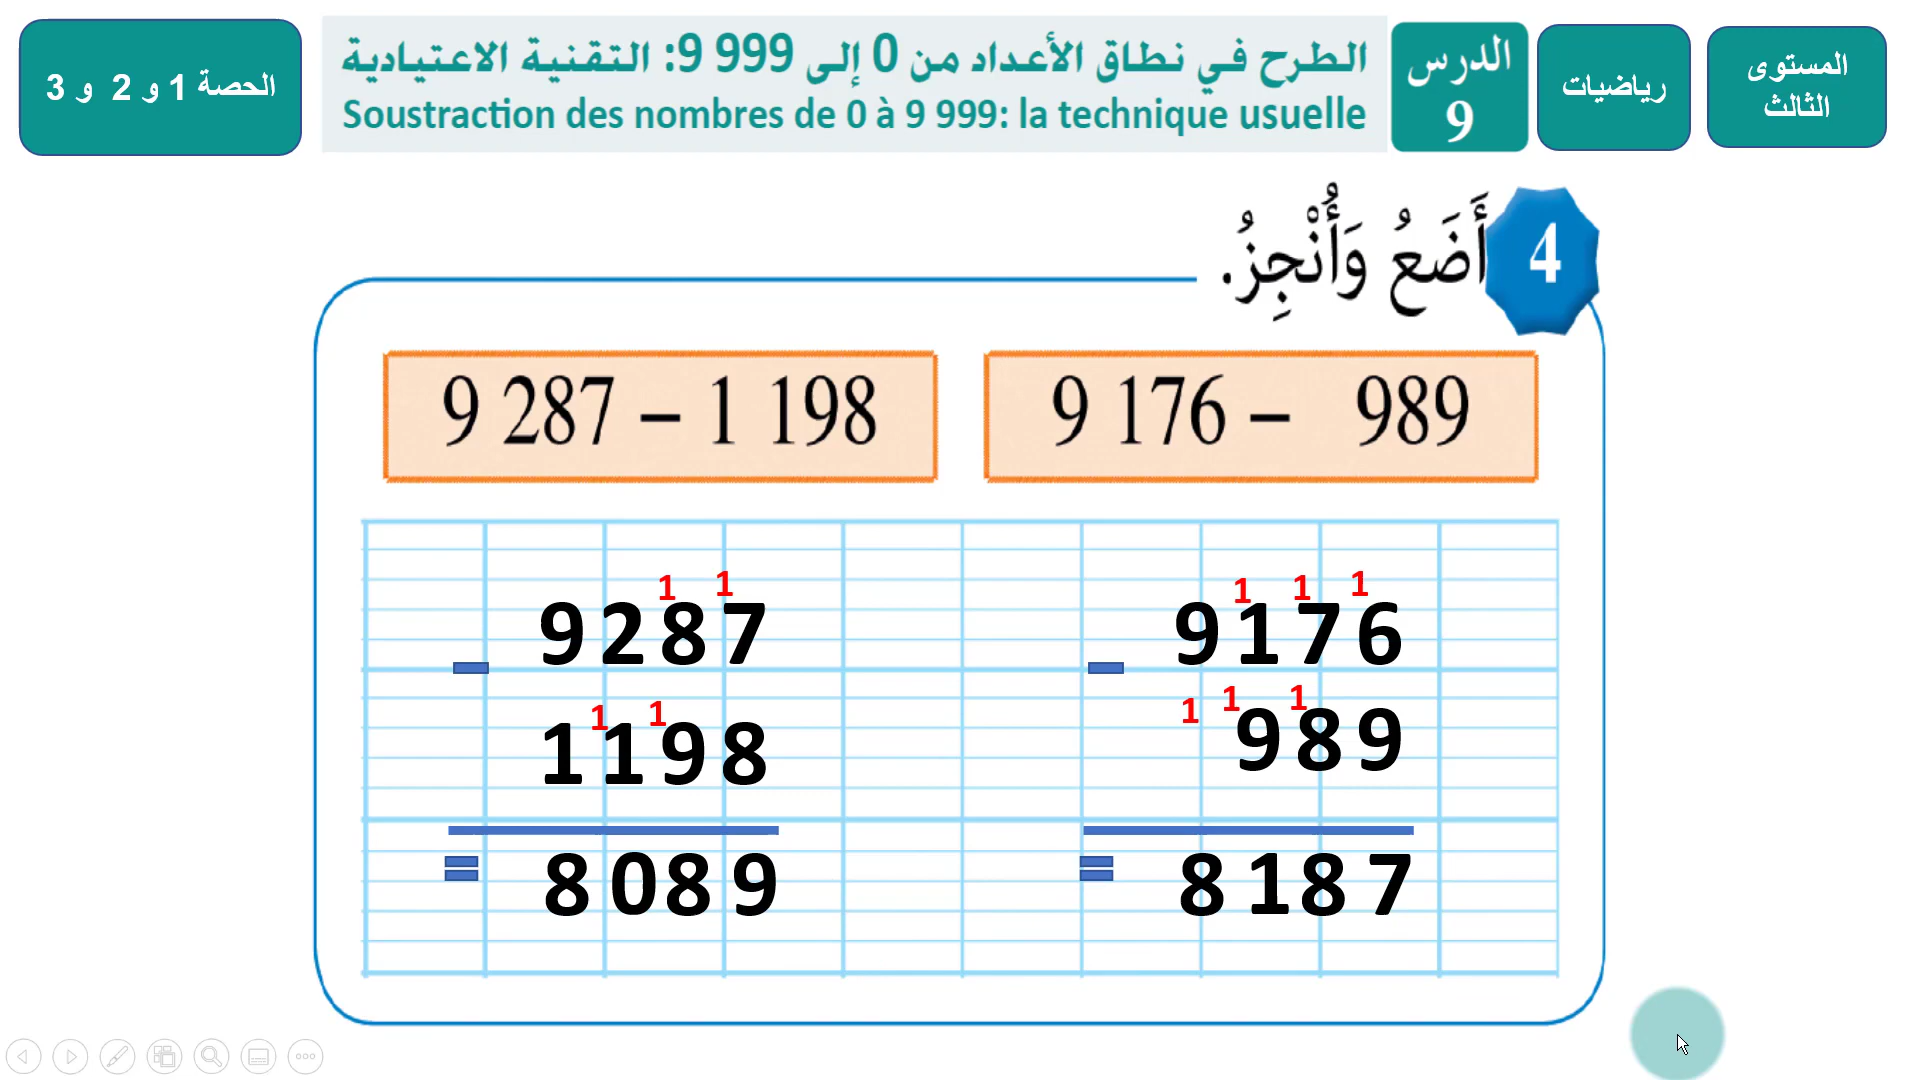 المستوى
الثالث
رياضيات
الدرس
9
الطرح في نطاق الأعداد من 0 إلى 999 9: التقنية الاعتيادية
Soustraction des nombres de 0 à 9 999: la technique usuelle
الحصة 1 و 2 و 3
4
أَضَعُ وَأُنْجِزُ.
9 287 – 1 198
9 176 – 989
1 1
9287
-
1 1
1198
=
8089
1 1 1
9176
-
1 1 1
989
=
8187